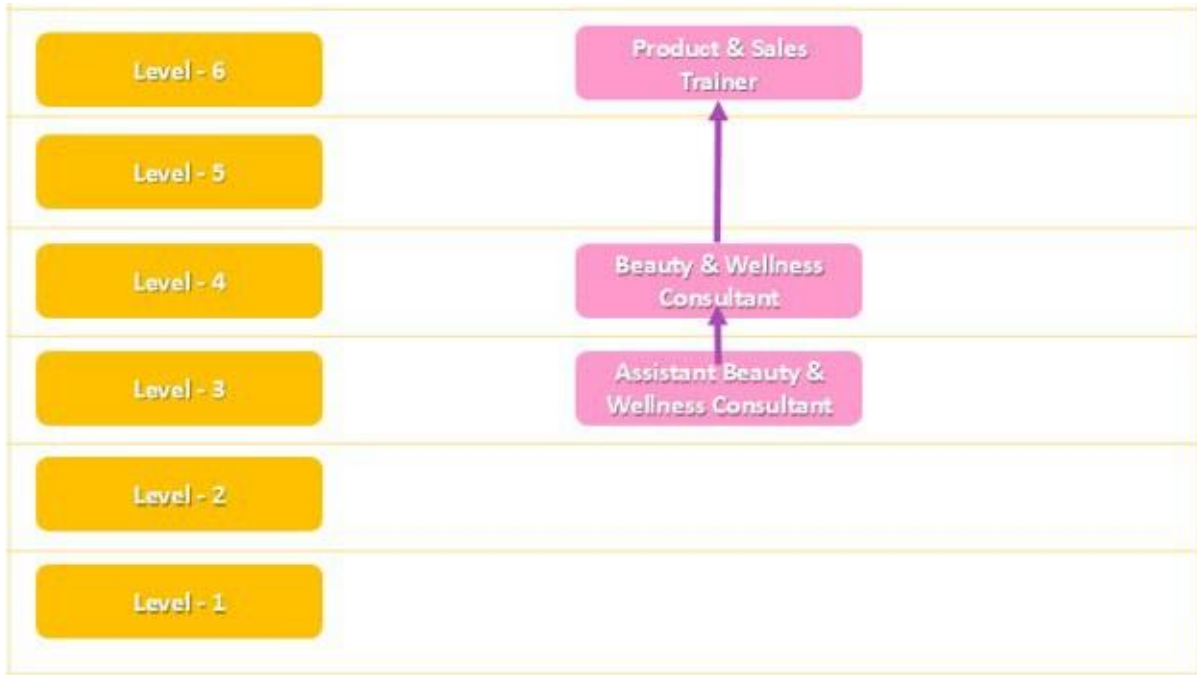 Level - 6
Product & Sales
Trainer
Level - 5
Level - 4
Beauty & Wellness
Consultant
Level - 3
Assistant Beauty &
Wellness Consultant
Level - 2
Level - 1